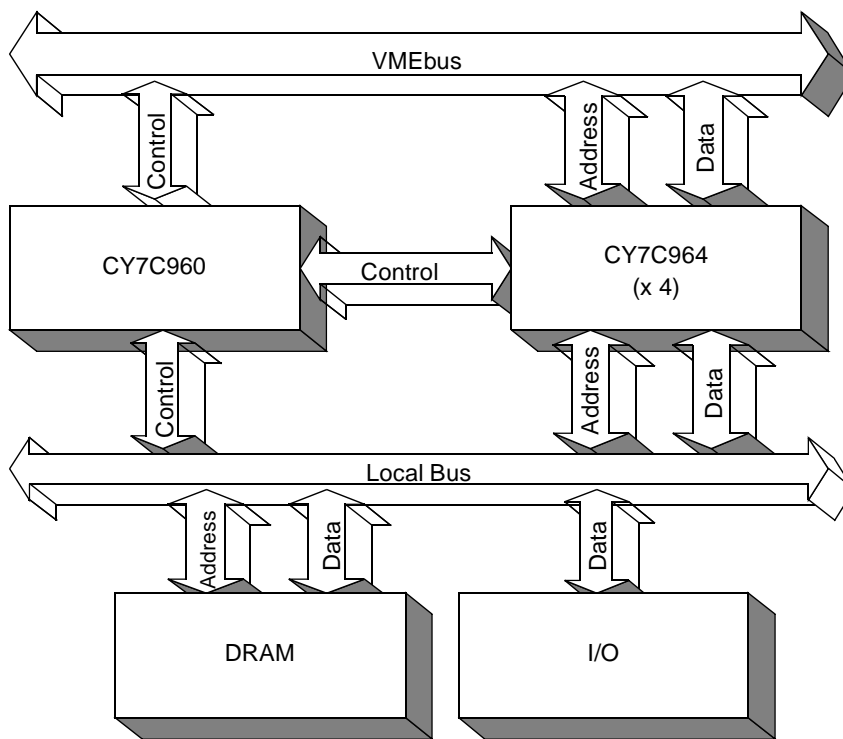 VMEbus
Control
Address
Data
CY7C960
Control
CY7C964
(x 4)
Control
Address
Data
Local Bus
Address
Data
Data
DRAM
I/O